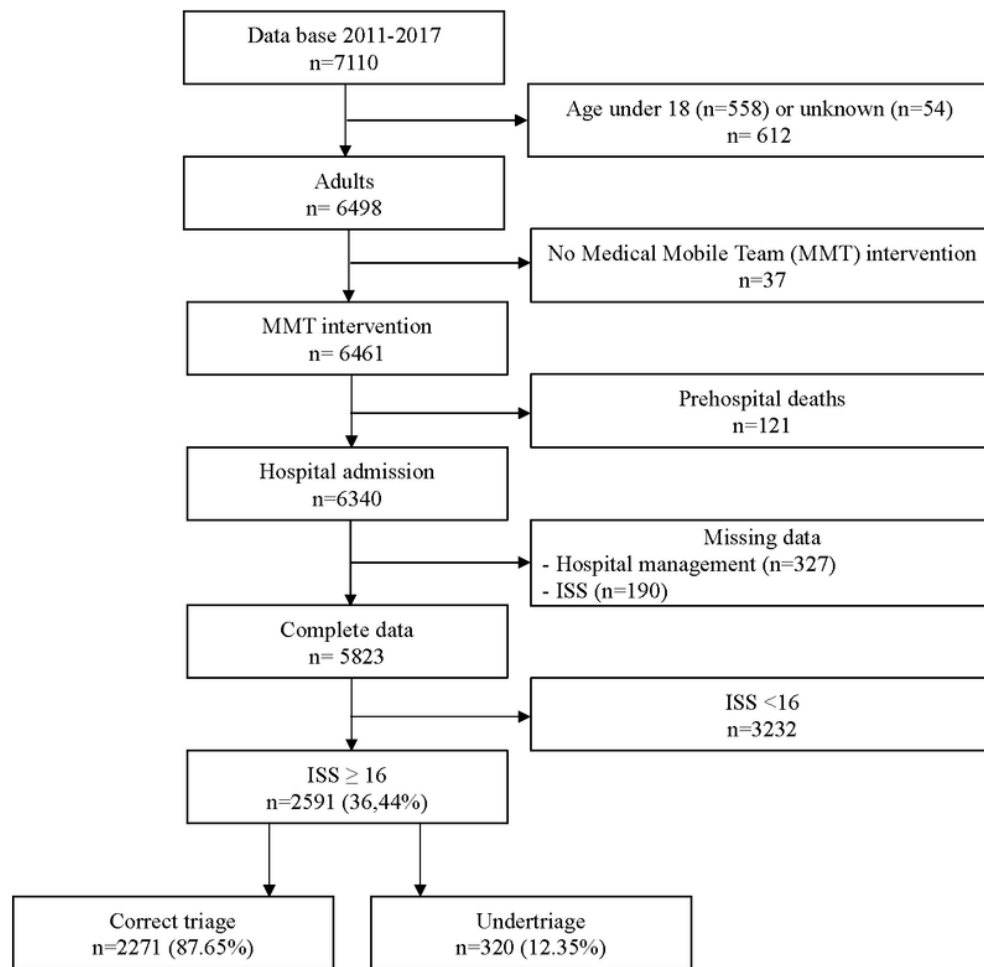 Data base 2011-2017
n=7110
Age under 18 (n=558) or unknown (n=54)
n= 612
Adults
n= 6498
No Medical Mobile Team (MMT) intervention
n=37
MMT intervention
n= 6461
Prehospital deaths
n=121
Hospital admission
n=6340
Missing data
- Hospital management (n=327)
- ISS (n=190)
Complete data
n= 5823
ISS <16
n=3232
ISS ≥ 16
n=2591 (36,44%)
Correct triage
n=2271 (87.65%)
Undertriage
n=320 (12.35%)